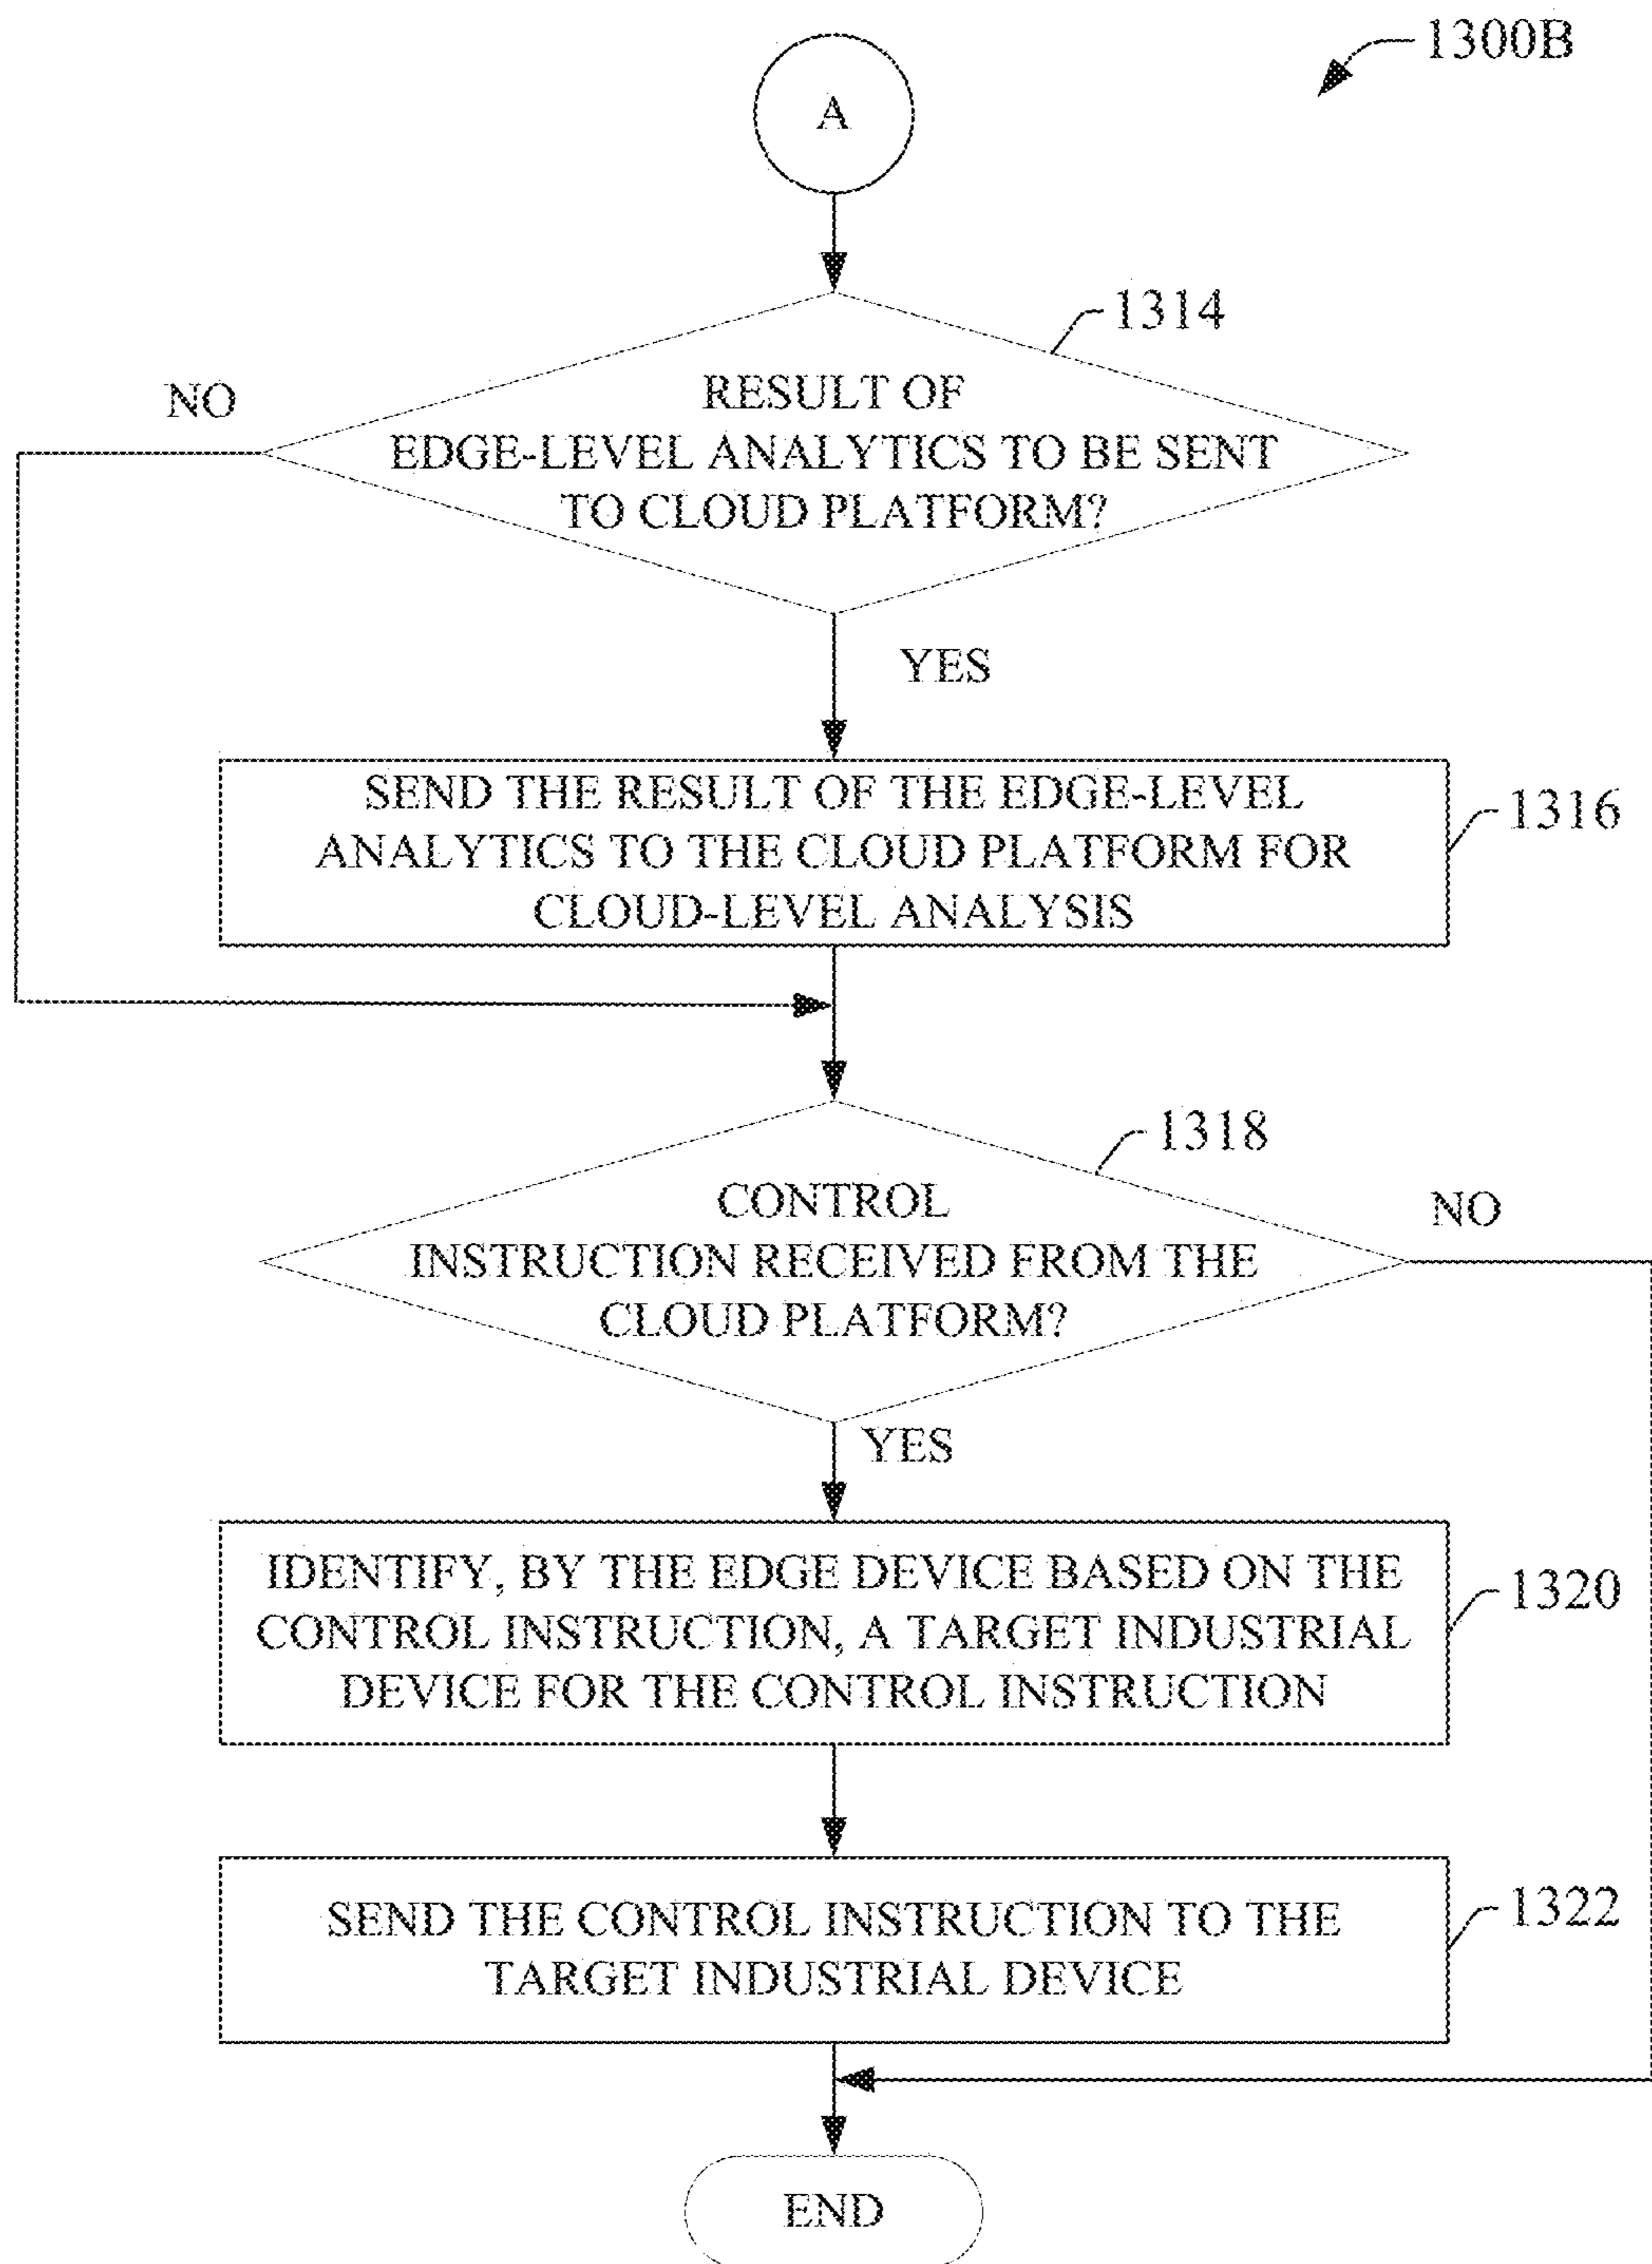 1300B
A
1314
NO
RESULT OF
EDGE-LEVEL ANALYTICS TO BE SENT
TO CLOUD PLATFORM?
YES
SEND THE RESULT OF THE EDGE-LEVEL
ANALYTICS TO THE CLOUD PLATFORM FOR
CLOUD-LEVEL ANALYSIS
1316
1318
CONTROL
INSTRUCTION RECEIVED FROM THE
CLOUD PLATFORM?
NO
YES
IDENTIFY, BY THE EDGE DEVICE BASED ON THE
CONTROL INSTRUCTION, A TARGET INDUSTRIAL
DEVICE FOR THE CONTROL INSTRUCTION
1320
SEND THE CONTROL INSTRUCTION TO THE
TARGET INDUSTRIAL DEVICE
1322
END